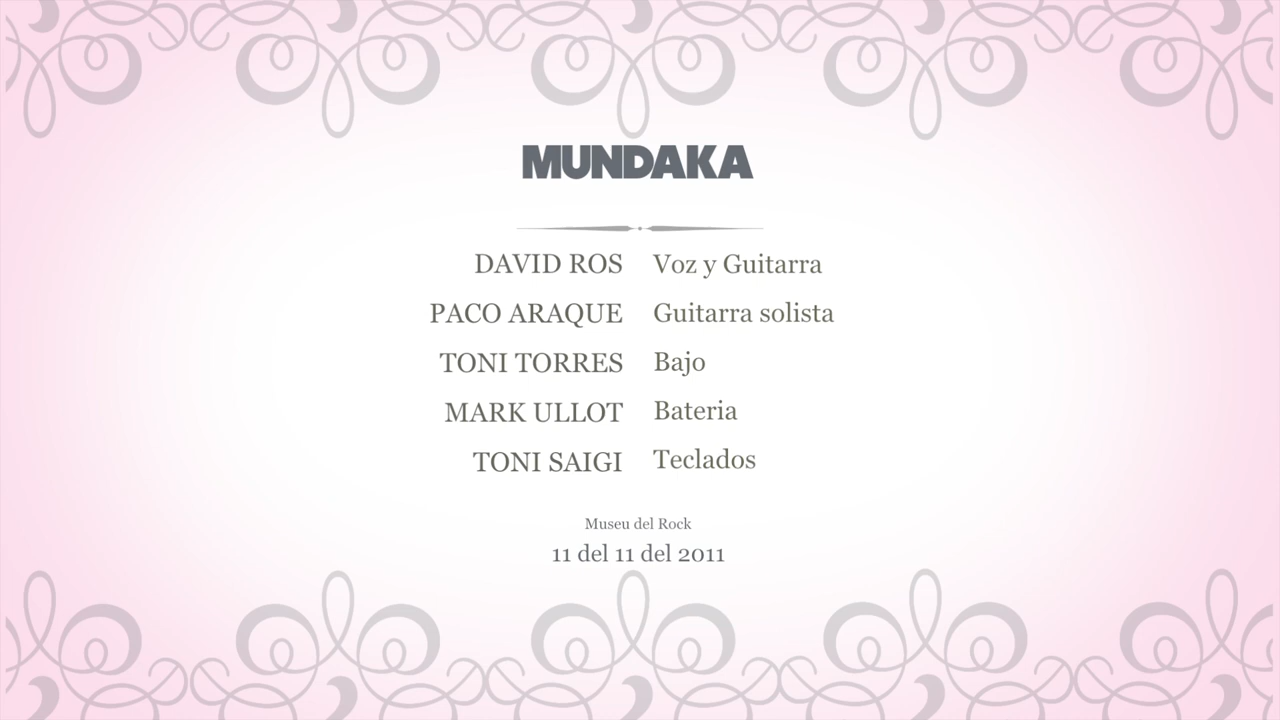 MUNDAKA
DAVID ROS Voz y Guitarra
PACO ARAQUE Guitarra solista
TONI TORRES Bajo
MARK ULLOT Bateria
TONI SAIGI Teclados
Museu del Rock
11 del 11 del 2011